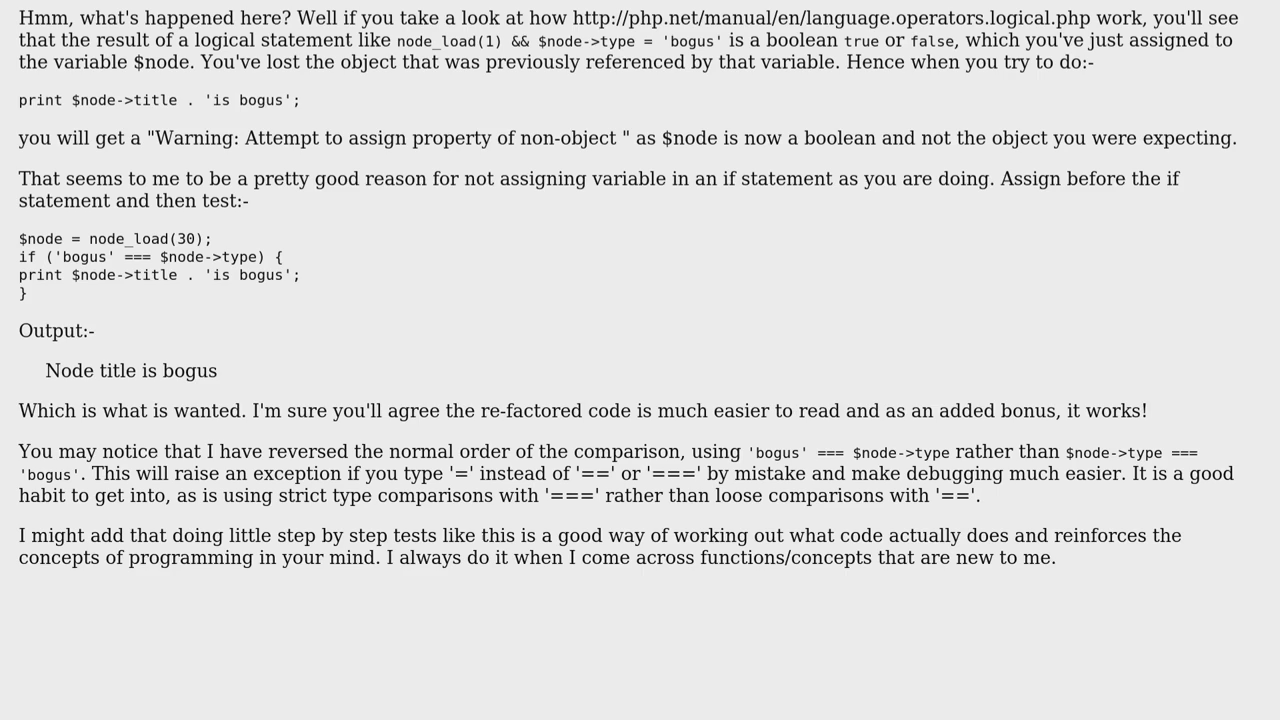 Hmm, what's happened here? Well if you take a look at how http://php.net/manual/en/language.operators.logical.php work, you'll see
that the result of a logical statement like node_load(1) && $node->type = 'bogus' is a boolean true or false, which you've just assigned to
the variable $node. You've lost the object that was previously referenced by that variable. Hence when you try to do:-
print $node->title . 'is bogus';
you will get a "Warning: Attempt to assign property of non-object " as $node is now a boolean and not the object you were expecting.
That seems to me to be a pretty good reason for not assigning variable in an if statement as you are doing. Assign before the if
statement and then test:-
$node = node_load(30);
if ('bogus' === $node->type) {
print $node->title . 'is bogus';
}
Output:-
Node title is bogus
Which is what is wanted. I'm sure you'll agree the re-factored code is much easier to read and as an added bonus, it works!
You may notice that I have reversed the normal order of the comparison, using 'bogus' === $node->type rather than $node->type ===
'bogus'. This will raise an exception if you type '=' instead of '==' or '===' by mistake and make debugging much easier. It is a good
habit to get into, as is using strict type comparisons with '===' rather than loose comparisons with '=='.
I might add that doing little step by step tests like this is a good way of working out what code actually does and reinforces the
concepts of programming in your mind. I always do it when I come across functions/concepts that are new to me.